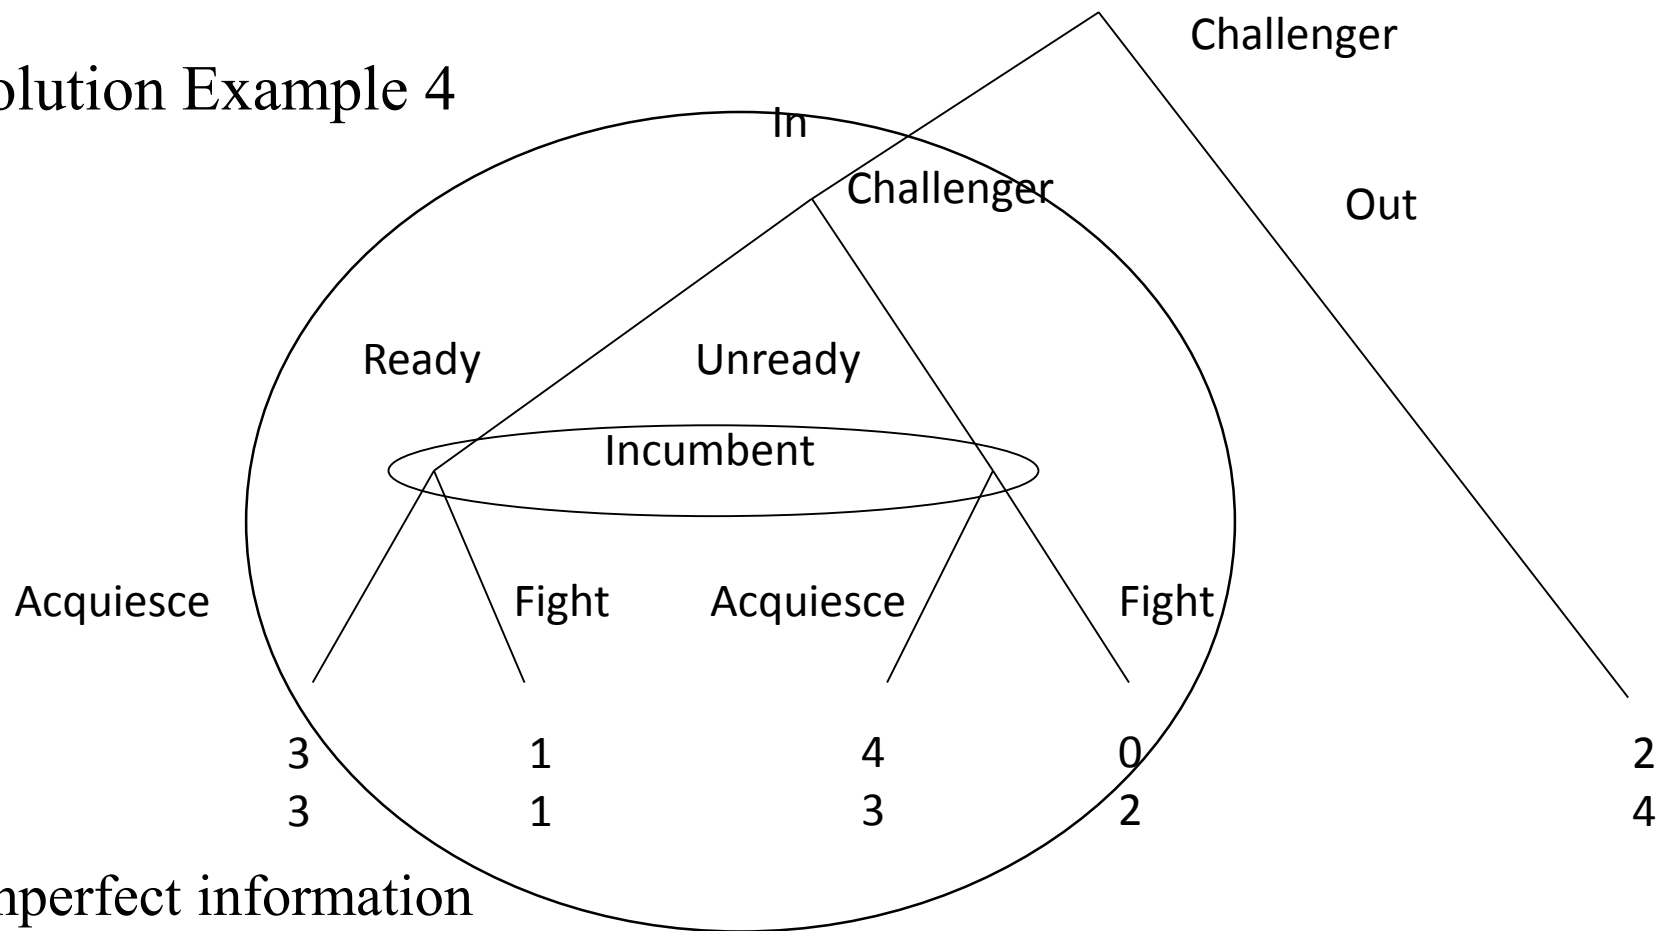 Challenger
olution Example 4
In
Challenger
Out
Ready Unready
Incumbent
Acquiesce Fight Acquiesce Fight
3 1 4 0 2
3 1 3 2 4
nperfect information